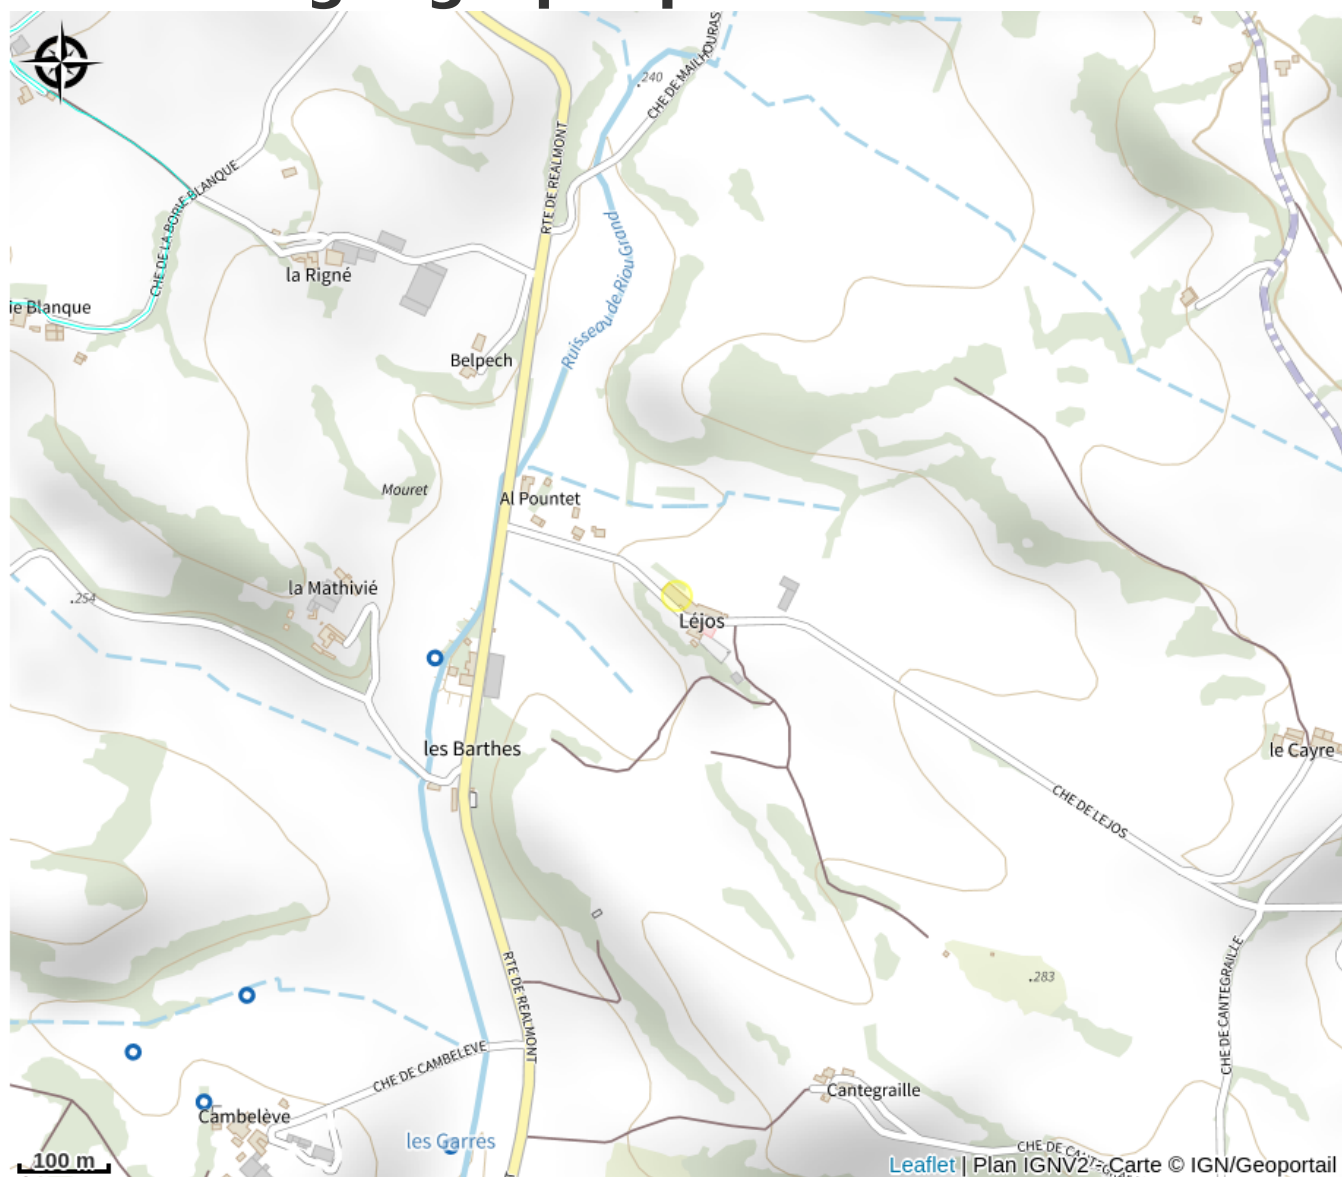 240
CHE DE MAILHOURAS
RTE DE REALMONT
CHE DE LA BORIE BLANQUE
Ruisseau de Riou Grand
la Rigné
ie Blanque
Belpech
Mouret
Al Pountet
la Mathivié
254
Léjos
les Barthes
le Cayre
CHE DE LEJOS
RTE DE REALMONT
283
CHE DE CANTEGRAILLE
CHE DE CAMBELEVE
Cantegraille
Cambelève
les Garres
100 m
Leaflet | Plan IGNV2 - Carte © IGN/Geoportail